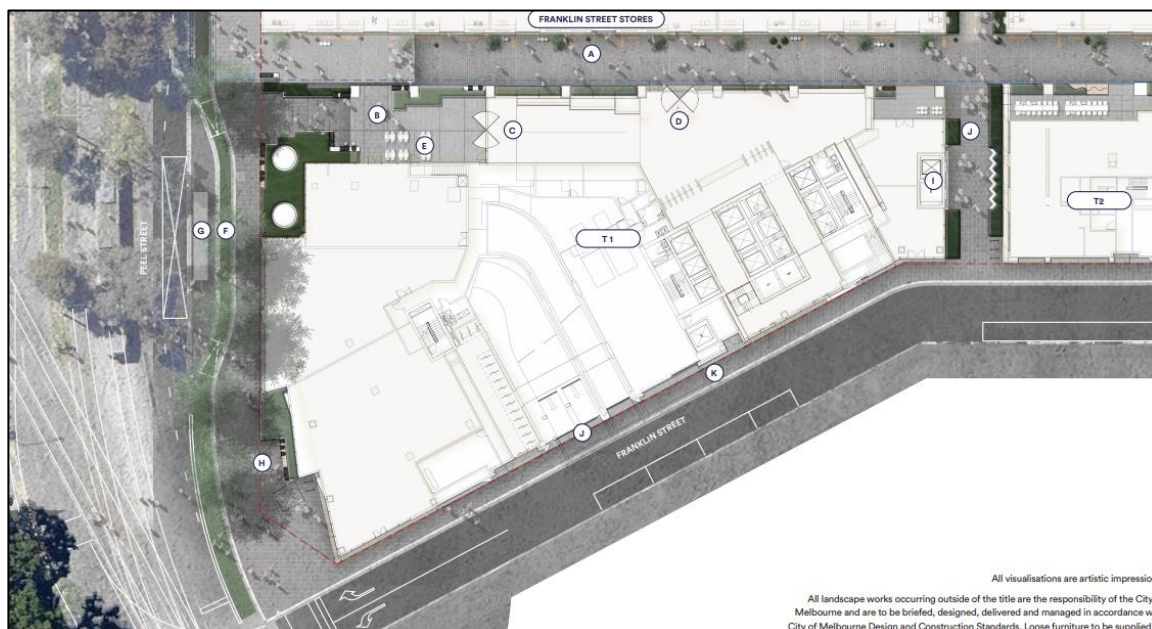 FRANKLIN STREET STORES
A
B
C
D
J
E
I
T2
G
F
PEEL STREET
T1
K
J
FRANKLIN STREET
H
All visualisations are artistic impressio
All landscape works occurring outside of the title are the responsibility of the City
Melbourne and are to be briefed, designed, delivered and managed in accordance w
City of Melbourne Design and Construction Standards. Loose furniture to be supplied